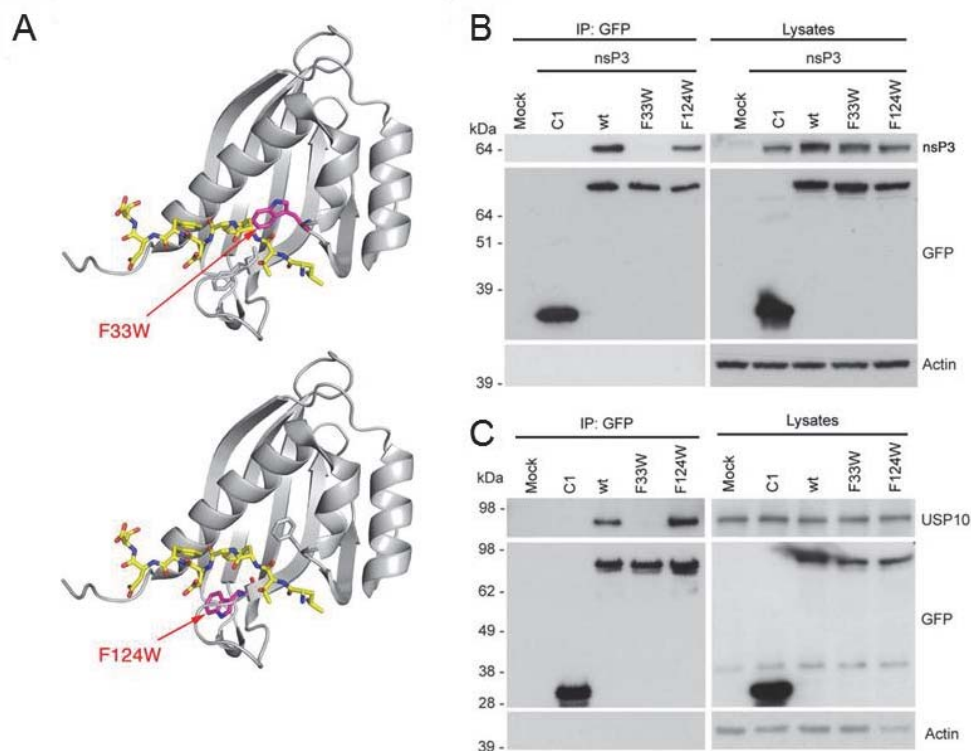 A
F33W
F124W
B
IP: GFP Lysates
nsP3 nsP3
Mock C1 wt F33W F124W Mock C1 wt F33W F124W
kDa
64 - nsP3
64 -
51 -
39 -
GFP
39 -
Actin
C
IP: GFP Lysates
Mock C1 wt F33W F124W Mock C1 wt F33W F124W
kDa
98 -
USP10
98 -
62 -
49 -
38 -
28 -
GFP
39 -
Actin